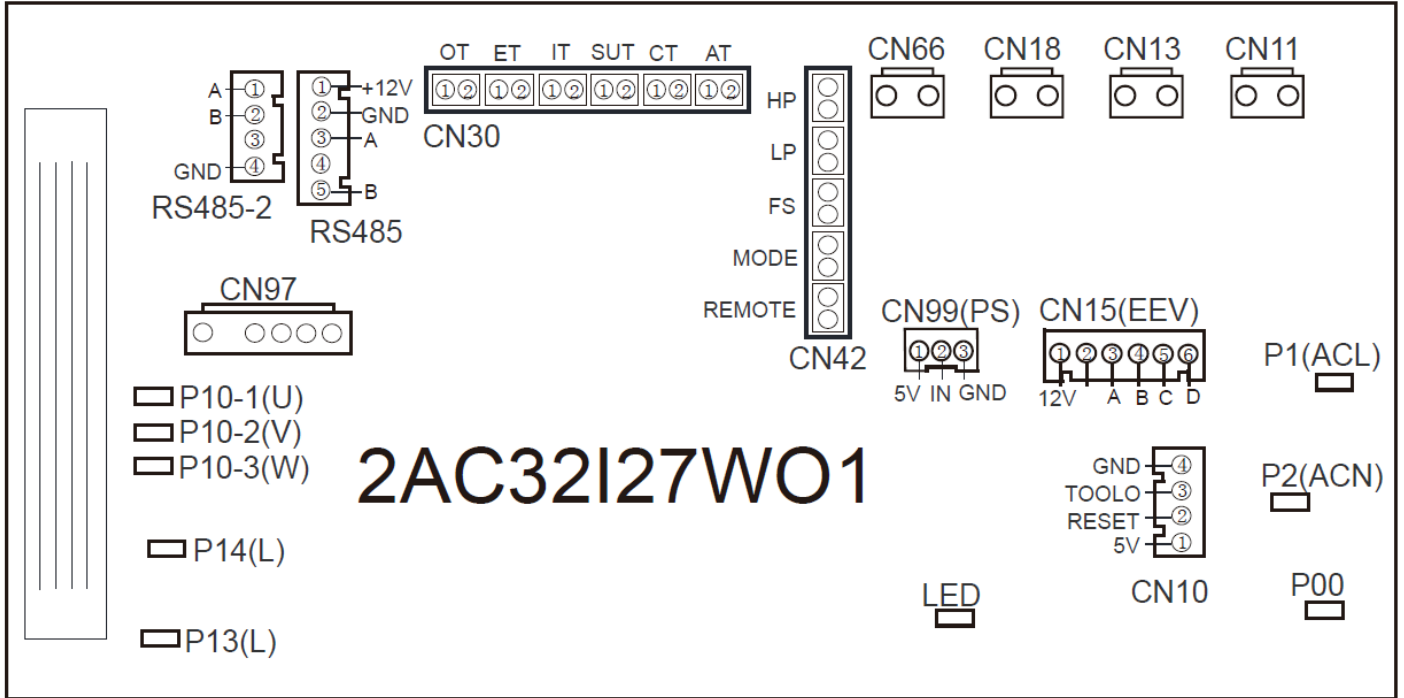 OT ET IT SUT CT AT
① ② ① ② ① ② ① ② ① ② ① ②
CN30
CN66 CN18 CN13 CN11
A ①
B ②
③
GND ④
RS485-2
① +12V
② GND
③ A
④
⑤ B
RS485
HP
LP
FS
MODE
REMOTE
CN42
CN97
CN99(PS)
① ② ③
5V IN GND
CN15(EEV)
① ② ③ ④ ⑤ ⑥
12V A B C D
P1(ACL)
P10-1(U)
P10-2(V)
P10-3(W)
2AC32I27WO1
GND ④
TOOLO ③
RESET ②
5V ①
CN10
P2(ACN)
P14(L)
P13(L)
LED
P00